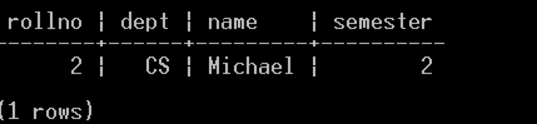 rollno | dept | name | semester
--------+------+---------+----------
2 | CS | Michael | 2
(1 rows)